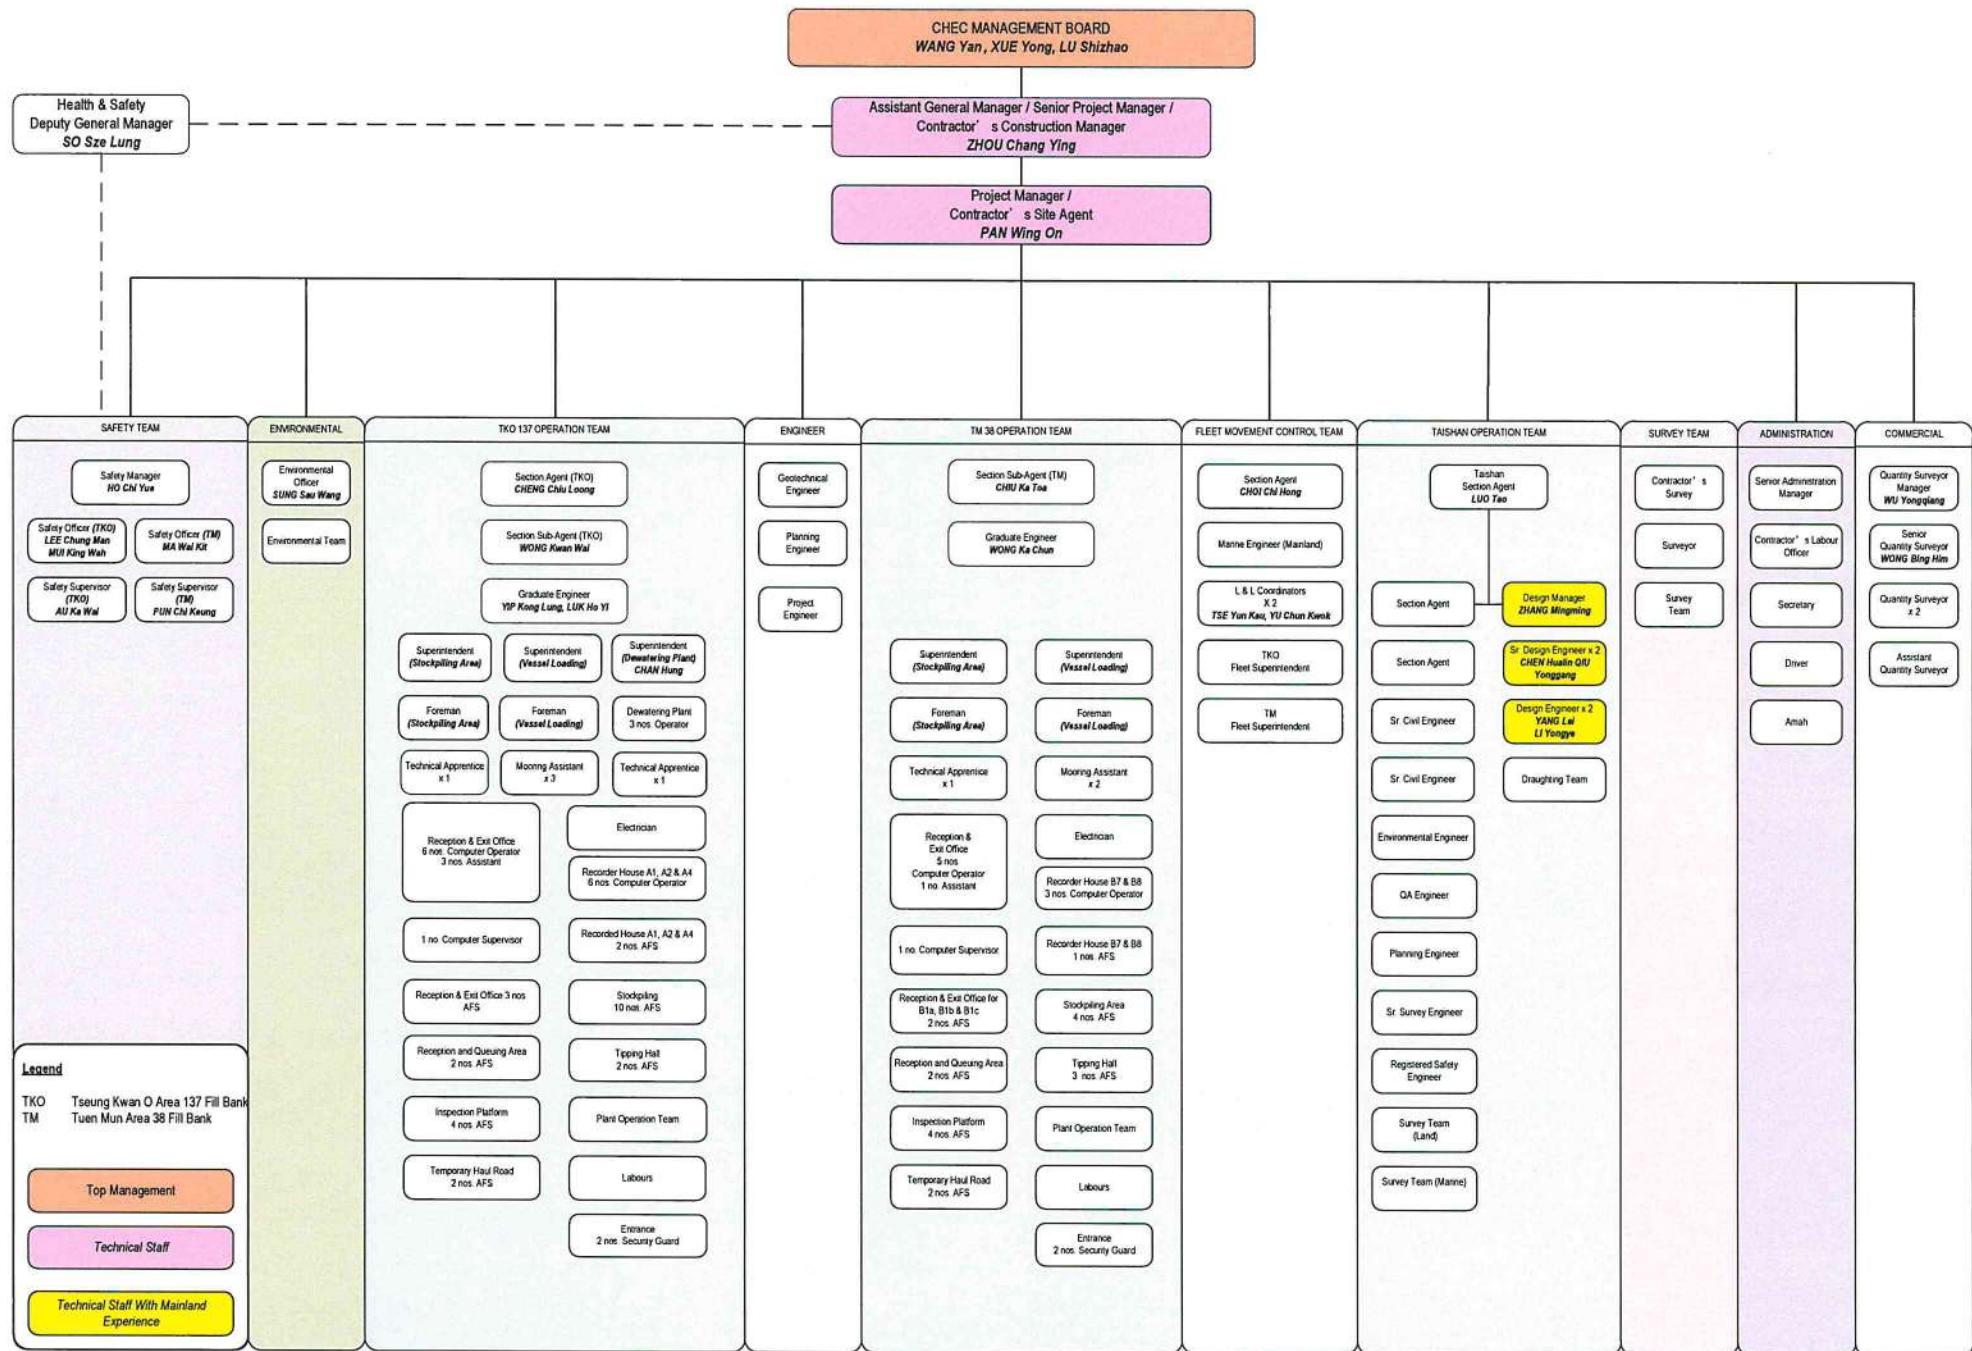 CHEC MANAGEMENT BOARD
WANG Yan, XUE Yong, LU Shizhao
Health & Safety
Deputy General Manager
SO Sze Lung
Assistant General Manager / Senior Project Manager /
Contractor's Construction Manager
ZHOU Chang Ying
Project Manager /
Contractor's Site Agent
PAN Wing On
SAFETY TEAM
Safety Manager
HO Chi Yue
Safety Officer (TKO)
LEE Chung Man
MUI King Wah
Safety Officer (TM)
MA Wai Kit
Safety Supervisor
(TKO)
AU Ka Wai
Safety Supervisor
(TM)
PUN Chi Keung
Legend
TKO Tseung Kwan O Area 137 Fill Bank
TM Tuen Mun Area 38 Fill Bank
Top Management
Technical Staff
Technical Staff With Mainland
Experience
ENVIRONMENTAL
Environmental
Officer
SUNG Sau Wang
Environmental Team
TKO 137 OPERATION TEAM
Section Agent (TKO)
CHENG Chiu Loong
Section Sub-Agent (TKO)
WONG Kwan Wai
Graduate Engineer
YIP Kong Lung, LUK Ho Yi
Superintendent
(Stockpiling Area)
Superintendent
(Vessel Loading)
Superintendent
(Dewatering Plant)
CHAN Hung
Foreman
(Stockpiling Area)
Foreman
(Vessel Loading)
Dewatering Plant
3 nos. Operator
Technical Apprentice
x 1
Mooring Assistant
x 3
Technical Apprentice
x 1
Reception & Exit Office
6 nos. Computer Operator
3 nos. Assistant
Electrician
Recorder House A1, A2 & A4
6 nos. Computer Operator
1 no. Computer Supervisor
Recorded House A1, A2 & A4
2 nos. AFS
Reception & Exit Office 3 nos
AFS
Stockpiling
10 nos. AFS
Reception and Queuing Area
2 nos. AFS
Tipping Hall
2 nos. AFS
Inspection Platform
4 nos. AFS
Plant Operation Team
Temporary Haul Road
2 nos. AFS
Labours
Entrance
2 nos. Security Guard
ENGINEER
Geotechnical
Engineer
Planning
Engineer
Project
Engineer
TM 38 OPERATION TEAM
Section Sub-Agent (TM)
CHIU Ka Toa
Graduate Engineer
WONG Ka Chun
Superintendent
(Stockpiling Area)
Superintendent
(Vessel Loading)
Foreman
(Stockpiling Area)
Foreman
(Vessel Loading)
Technical Apprentice
x 1
Mooring Assistant
x 2
Reception &
Exit Office
5 nos
Computer Operator
1 no. Assistant
Electrician
Recorder House B7 & B8
3 nos. Computer Operator
1 no. Computer Supervisor
Recorder House B7 & B8
1 nos. AFS
Reception & Exit Office for
B1a, B1b & B1c
2 nos. AFS
Stockpiling Area
4 nos. AFS
Reception and Queuing Area
2 nos. AFS
Tipping Hall
3 nos. AFS
Inspection Platform
4 nos. AFS
Plant Operation Team
Temporary Haul Road
2 nos. AFS
Labours
Entrance
2 nos. Security Guard
FLEET MOVEMENT CONTROL TEAM
Section Agent
CHOI Chi Hong
Marine Engineer (Mainland)
L & L Coordinators
X 2
TSE Yun Kau, YU Chun Kwok
TKO
Fleet Superintendent
TM
Fleet Superintendent
TAISHAN OPERATION TEAM
Taishan
Section Agent
LUO Tao
Section Agent
Design Manager
ZHANG Mingming
Section Agent
Sr. Design Engineer x 2
CHEN Hualin QIU
Yonggang
Sr. Civil Engineer
Design Engineer x 2
YANG Lei
LI Yongye
Sr. Civil Engineer
Draughting Team
Environmental Engineer
QA Engineer
Planning Engineer
Sr. Survey Engineer
Registered Safety
Engineer
Survey Team
(Land)
Survey Team (Marine)
SURVEY TEAM
Contractor's
Survey
Surveyor
Survey
Team
ADMINISTRATION
Senior Administration
Manager
Contractor's Labour
Officer
Secretary
Driver
Amah
COMMERCIAL
Quantity Surveyor
Manager
WU Yongqiang
Senior
Quantity Surveyor
WONG Bing Him
Quantity Surveyor
x 2
Assistant
Quantity Surveyor